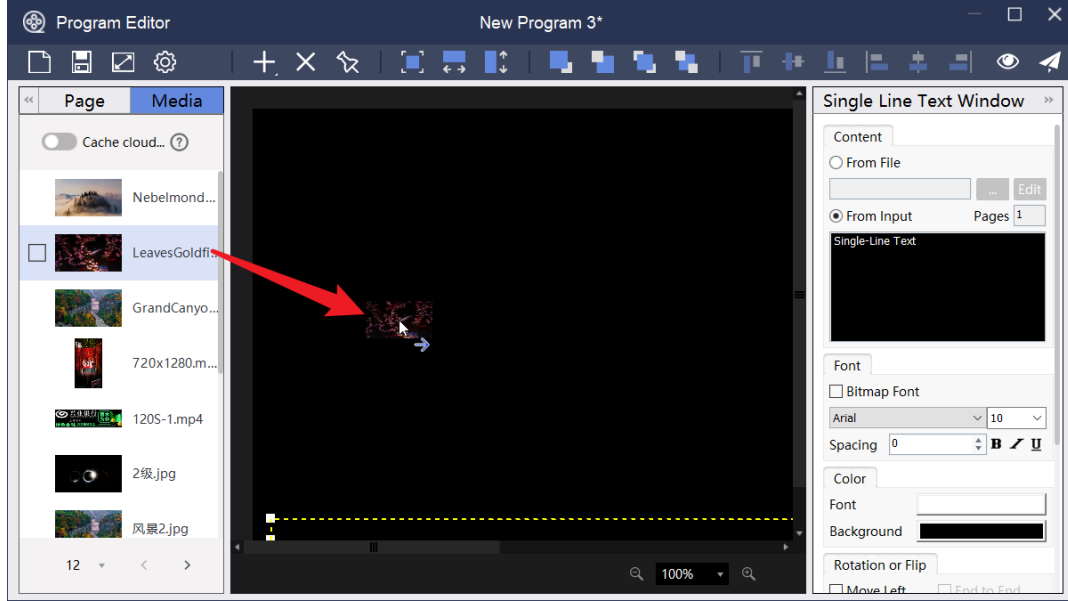 Program Editor
New Program 3*
Page
Media
Single Line Text Window
Cache cloud...
?
Nebelmond...
LeavesGoldfi...
GrandCanyo...
720x1280.m...
120S-1.mp4
2级.jpg
风景2.jpg
12
100%
Content
From File
...
Edit
From Input
Pages
1
Single-Line Text
Font
Bitmap Font
Arial
10
Spacing
0
B
I
U
Color
Font
Background
Rotation or Flip
Move Left
End to End